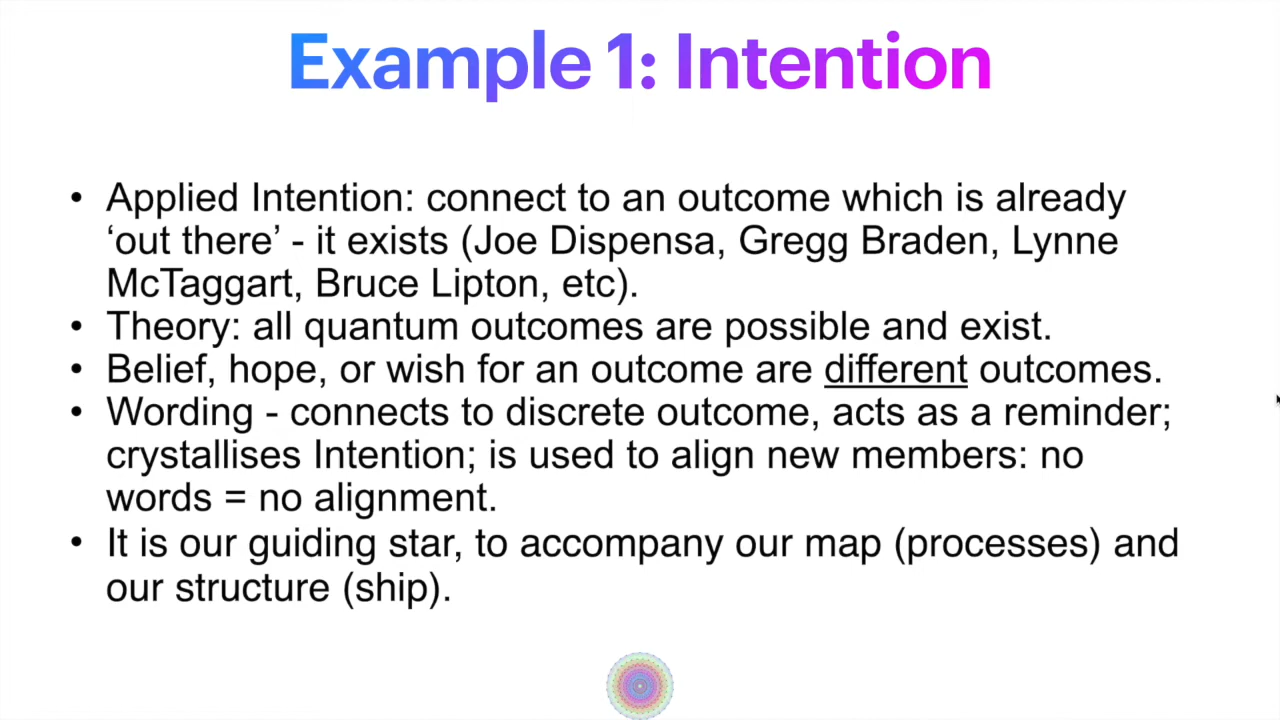 Example 1: Intention
• Applied Intention: connect to an outcome which is already
‘out there’ - it exists (Joe Dispensa, Gregg Braden, Lynne
McTaggart, Bruce Lipton, etc).
• Theory: all quantum outcomes are possible and exist.
• Belief, hope, or wish for an outcome are different outcomes.
• Wording - connects to discrete outcome, acts as a reminder;
crystallises Intention; is used to align new members: no
words = no alignment.
• It is our guiding star, to accompany our map (processes) and
our structure (ship).